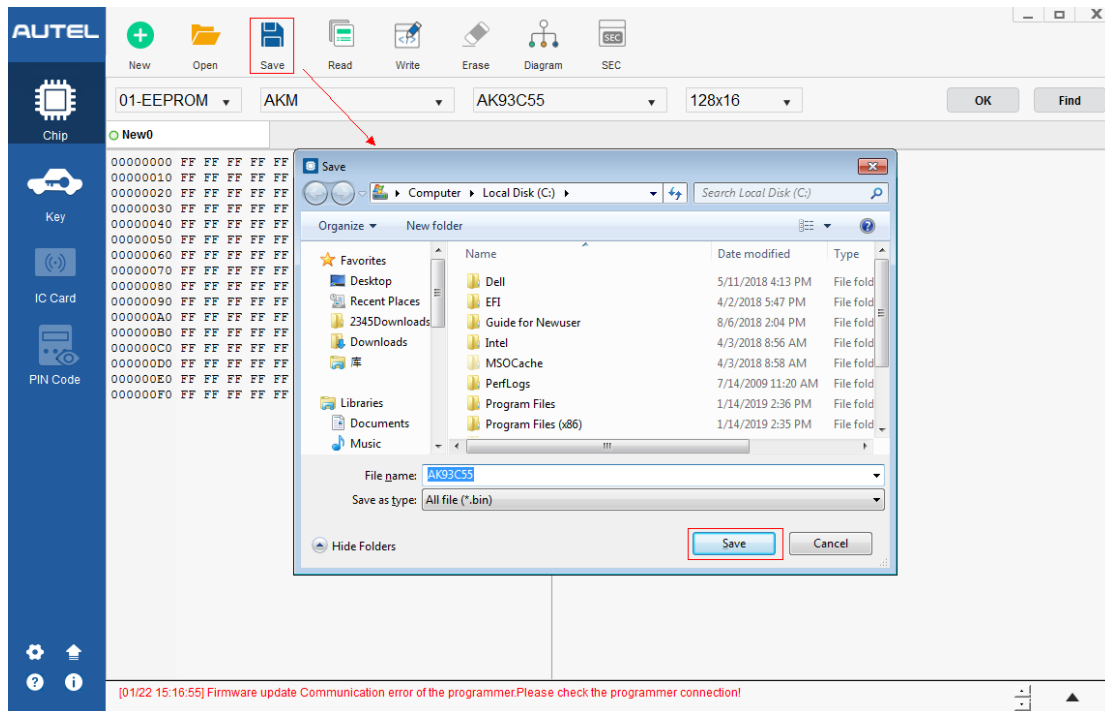 AUTEL
New Open Save Read Write Erase Diagram SEC
SEC
01-EEPROM AKM AK93C55 128x16 OK Find
Chip
New0
Key
IC Card
PIN Code
00000000 FF FF FF FF FF
00000010 FF FF FF FF FF
00000020 FF FF FF FF FF
00000030 FF FF FF FF FF
00000040 FF FF FF FF FF
00000050 FF FF FF FF FF
00000060 FF FF FF FF FF
00000070 FF FF FF FF FF
00000080 FF FF FF FF FF
00000090 FF FF FF FF FF
000000A0 FF FF FF FF FF
000000B0 FF FF FF FF FF
000000C0 FF FF FF FF FF
000000D0 FF FF FF FF FF
000000E0 FF FF FF FF FF
000000F0 FF FF FF FF FF
Save
Computer Local Disk (C:) Search Local Disk (C:)
Organize New folder
Favorites
Desktop
Recent Places
2345Downloads
Downloads
库
Libraries
Documents
Music
Name Date modified Type
Dell 5/11/2018 4:13 PM File fold
EFI 4/2/2018 5:47 PM File fold
Guide for Newuser 8/6/2018 2:04 PM File fold
Intel 4/3/2018 8:56 AM File fold
MSOCache 4/3/2018 8:58 AM File fold
PerfLogs 7/14/2009 11:20 AM File fold
Program Files 1/14/2019 2:36 PM File fold
Program Files (x86) 1/14/2019 2:35 PM File fold
File name: AK93C55
Save as type: All file (*.bin)
Hide Folders Save Cancel
[01/22 15:16:55] Firmware update Communication error of the programmer.Please check the programmer connection!